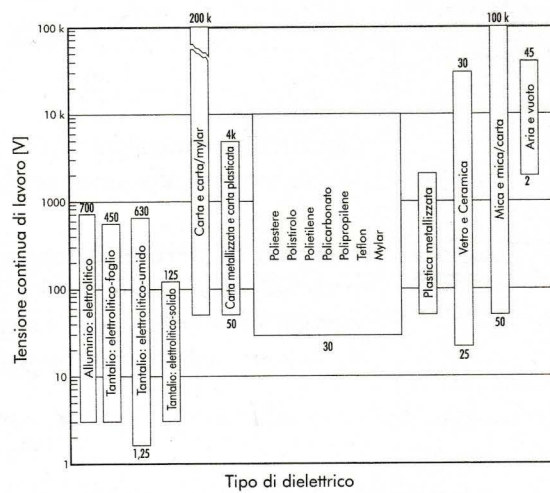 200 k
100 k
100 k
45
30
10 k
4k
1000
700
450
630
125
100
50
50
30
25
10
2
1,25
1
Tensione continua di lavoro [V]
Alluminio: elettrolitico
Tantalio: elettrolitico-foglio
Tantalio: elettrolitico-umido
Tantalio: elettrolitico-solido
Carta e carta/mylar
Carta metallizzata e carta plasticata
Poliestere
Polistirolo
Polietilene
Policarbonato
Polipropilene
Teflon
Mylar
Plastica metallizzata
Vetro e Ceramica
Mica e mica/carta
Aria e vuoto
Tipo di dielettrico